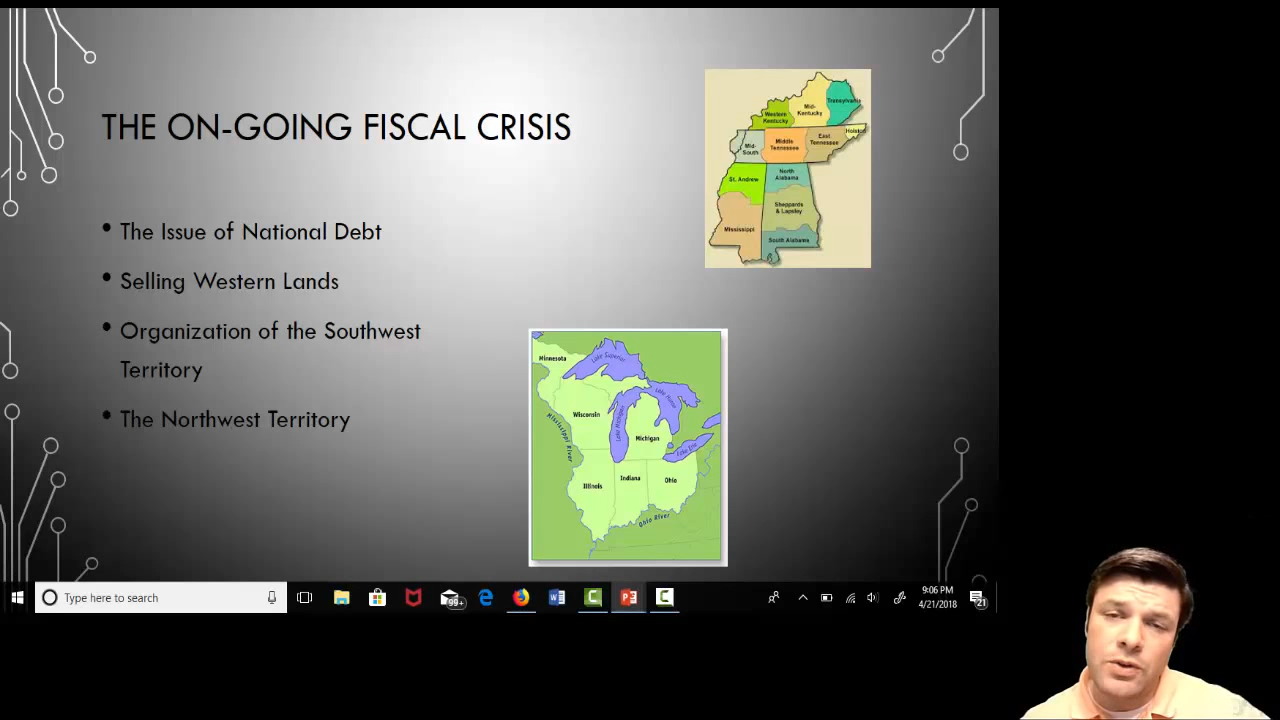 THE ON-GOING FISCAL CRISIS
• The Issue of National Debt
• Selling Western Lands
• Organization of the Southwest
Territory
• The Northwest Territory
Transylvania
Mid-
Kentucky
Western
Kentucky
Holston
East
Tennessee
Middle
Tennessee
Mid-
South
St. Andrew
North
Alabama
Sheppards
& Lapsley
Mississippi
South Alabama
Minnesota
Lake Superior
Lake Huron
Wisconsin
Lake Michigan
Mississippi River
Michigan
Lake Erie
Illinois
Indiana
Ohio
Ohio River
Type here to search
99+
9:06 PM
4/21/2018
21